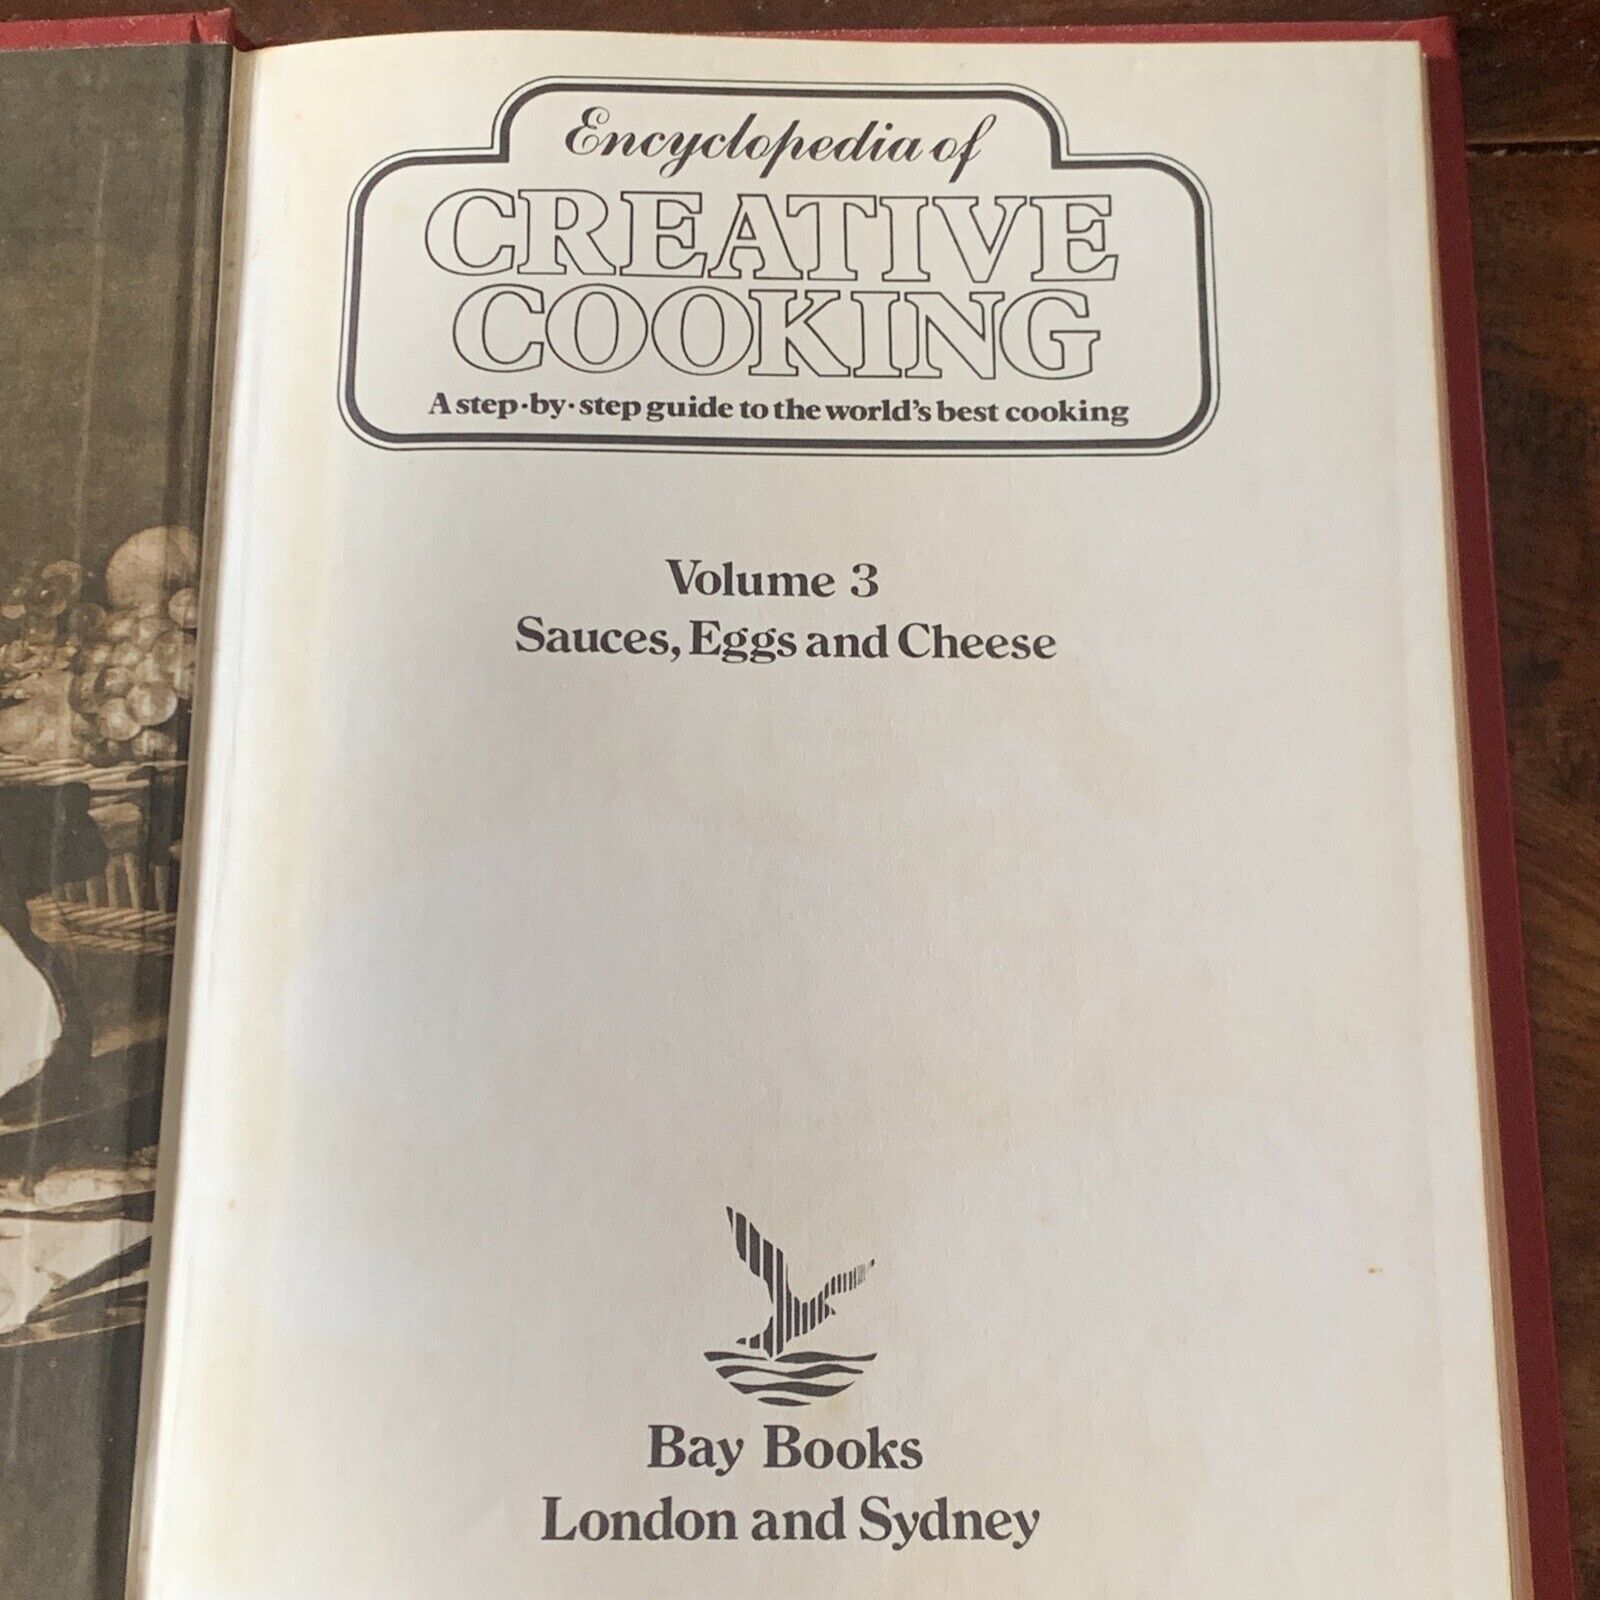 Encyclopedia of
CREATIVE
COOKING
A step·by·step guide to the world's best cooking
Volume 3
Sauces, Eggs and Cheese
Bay Books
London and Sydney